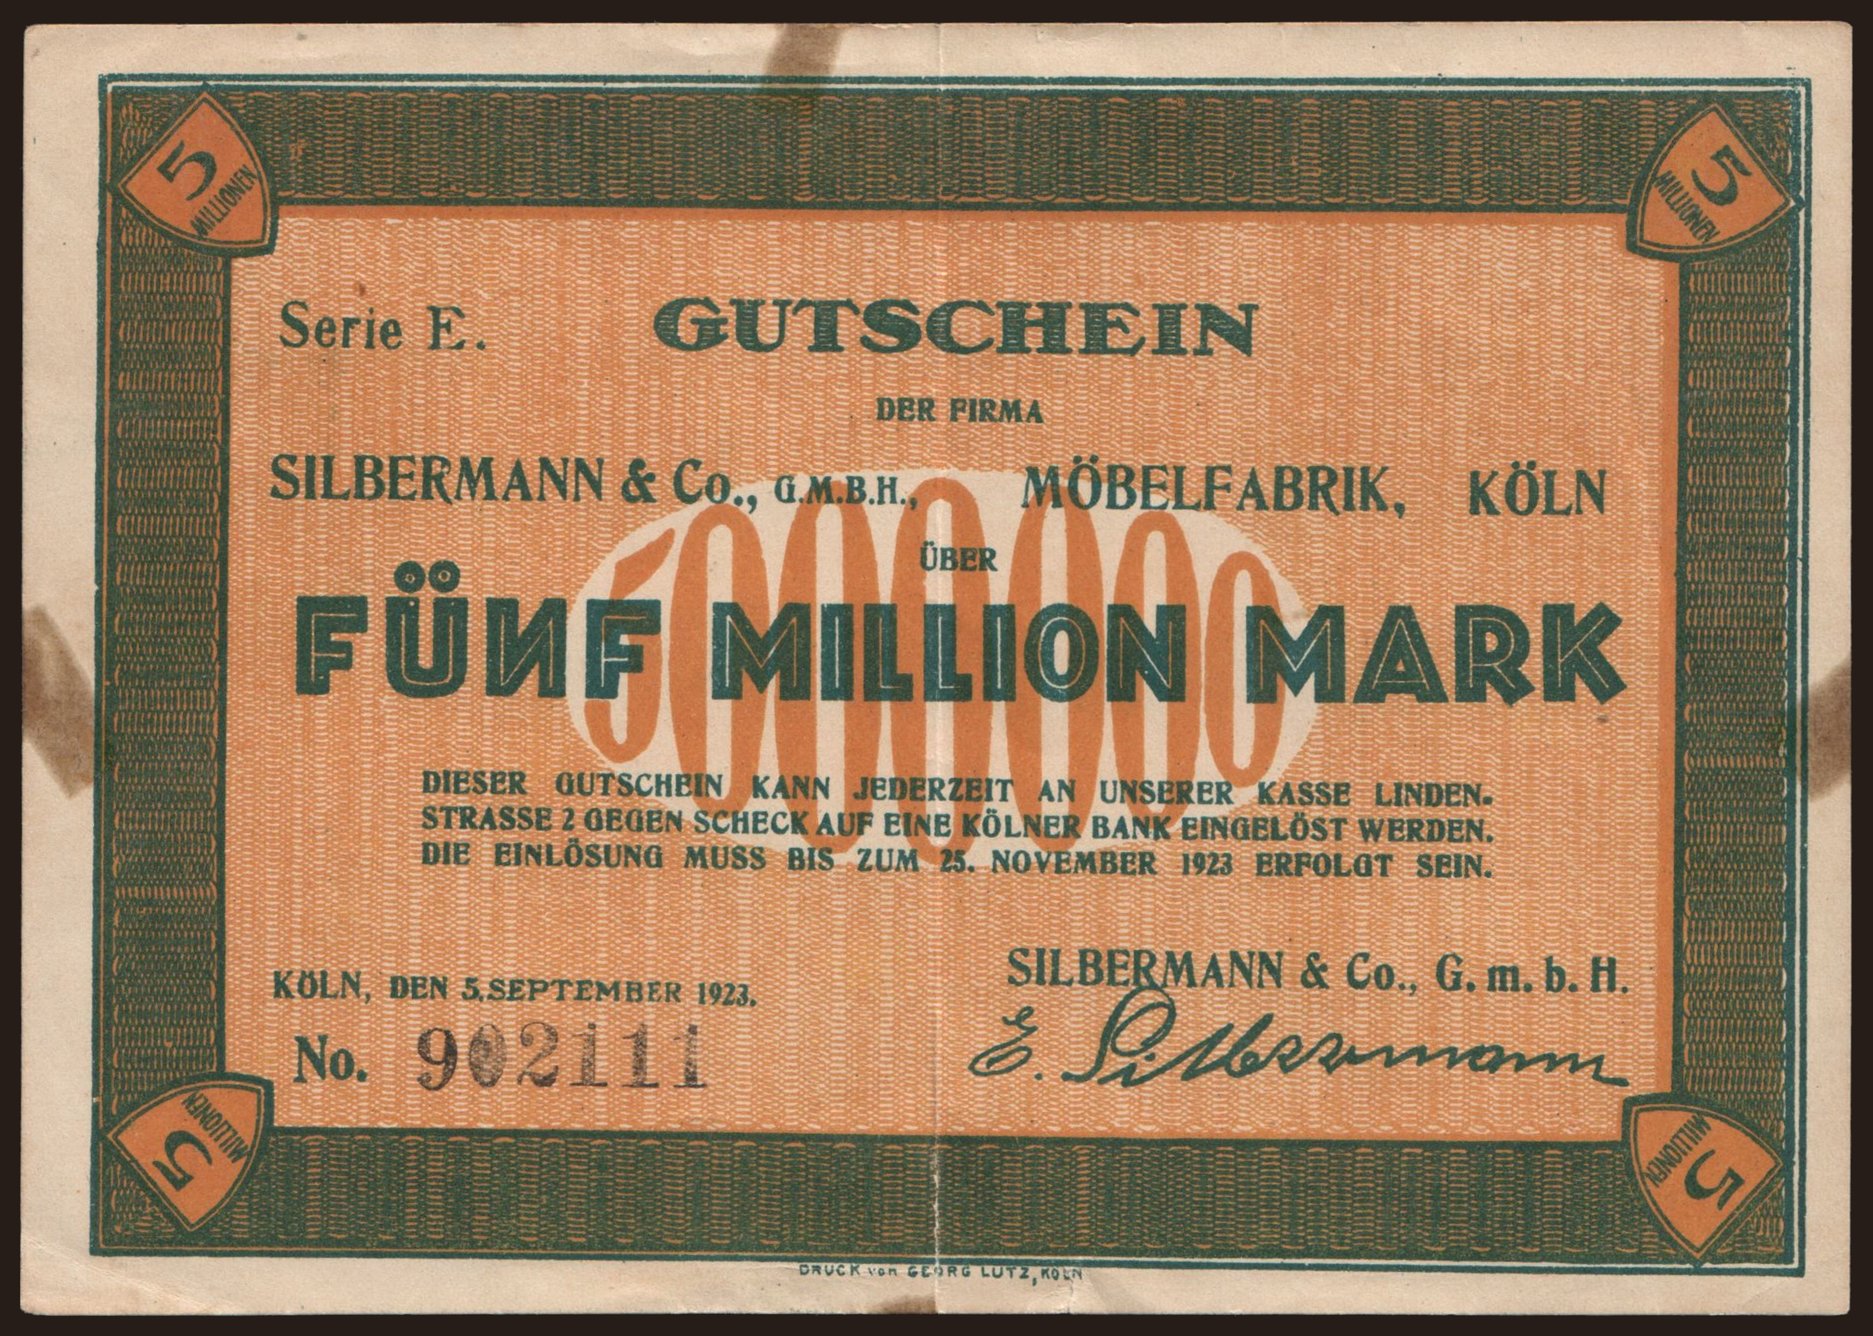 5 MILLIONEN
5 MILLIONEN
Serie E. GUTSCHEIN
DER FIRMA
SILBERMANN & Co., G.M.B.H., MÖBELFABRIK, KÖLN
5000000
ÜBER
FÜNF MILLION MARK
DIESER GUTSCHEIN KANN JEDERZEIT AN UNSERER KASSE LINDEN-
STRASSE 2 GEGEN SCHECK AUF EINE KÖLNER BANK EINGELÖST WERDEN.
DIE EINLÖSUNG MUSS BIS ZUM 25. NOVEMBER 1923 ERFOLGT SEIN.
SILBERMANN & Co., G. m. b. H.
KÖLN, DEN 5. SEPTEMBER 1923.
No. 902111
E. Silbermann
5 MILLIONEN
5 MILLIONEN
DRUCK von GEORG LUTZ, KÖLN